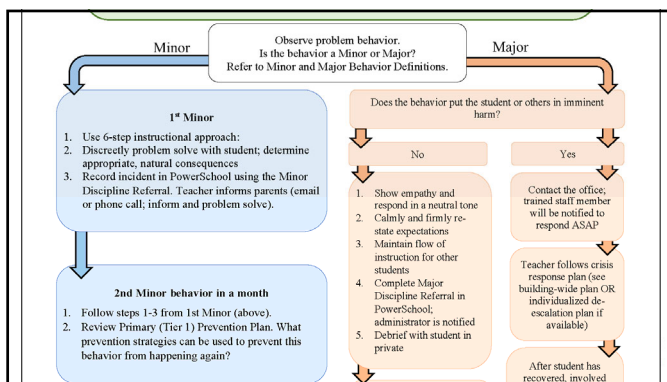 Observe problem behavior.
Is the behavior a Minor or Major?
Refer to Minor and Major Behavior Definitions.
Minor
Major
1st Minor
1. Use 6-step instructional approach:
2. Discreetly problem solve with student; determine
appropriate, natural consequences
3. Record incident in PowerSchool using the Minor
Discipline Referral. Teacher informs parents (email
or phone call; inform and problem solve).
2nd Minor behavior in a month
1. Follow steps 1-3 from 1st Minor (above).
2. Review Primary (Tier 1) Prevention Plan. What
prevention strategies can be used to prevent this
behavior from happening again?
Does the behavior put the student or others in imminent
harm?
No
1. Show empathy and
respond in a neutral tone
2. Calmly and firmly re-
state expectations
3. Maintain flow of
instruction for other
students
4. Complete Major
Discipline Referral in
PowerSchool;
administrator is notified
5. Debrief with student in
private
Yes
Contact the office;
trained staff member
will be notified to
respond ASAP
Teacher follows crisis
response plan (see
building-wide plan OR
individualized de-
escalation plan if
available)
After student has
recovered, involved